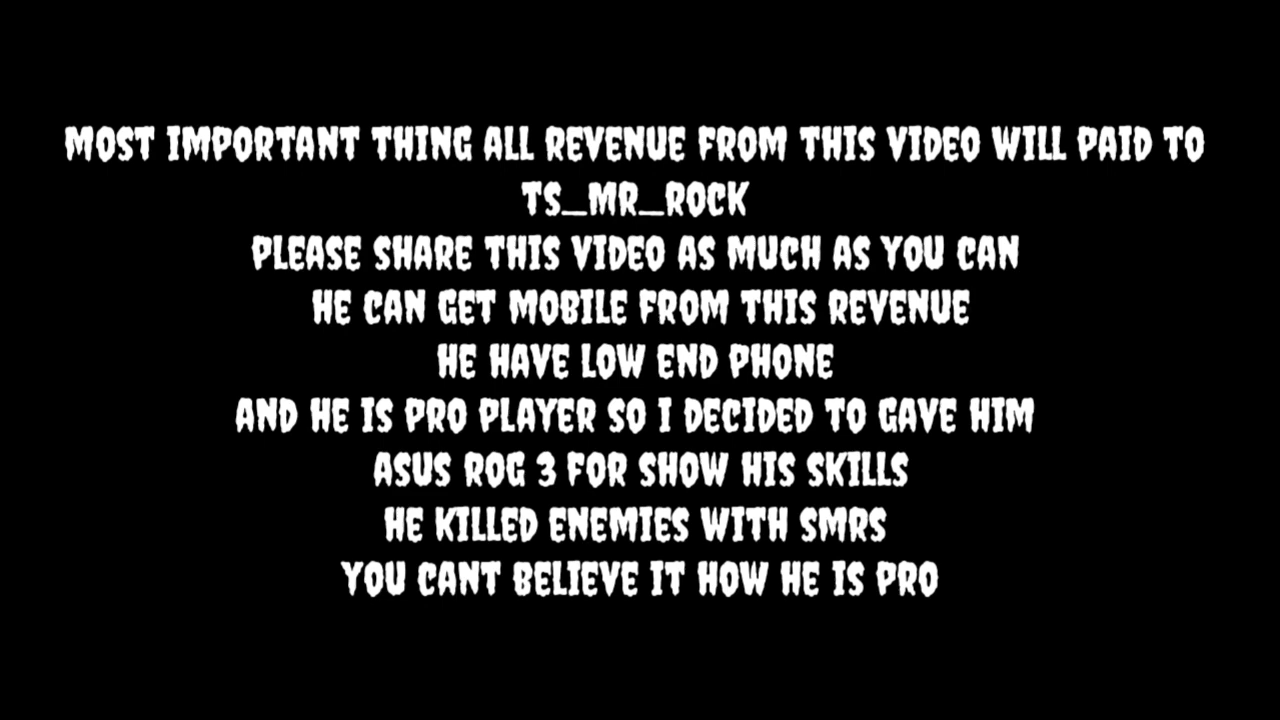 MOST IMPORTANT THING ALL REVENUE FROM THIS VIDEO WILL PAID TO
TS_MR_ROCK
PLEASE SHARE THIS VIDEO AS MUCH AS YOU CAN
HE CAN GET MOBILE FROM THIS REVENUE
HE HAVE LOW END PHONE
AND HE IS PRO PLAYER SO I DECIDED TO GAVE HIM
ASUS ROG 3 FOR SHOW HIS SKILLS
HE KILLED ENEMIES WITH SMRS
YOU CANT BELIEVE IT HOW HE IS PRO